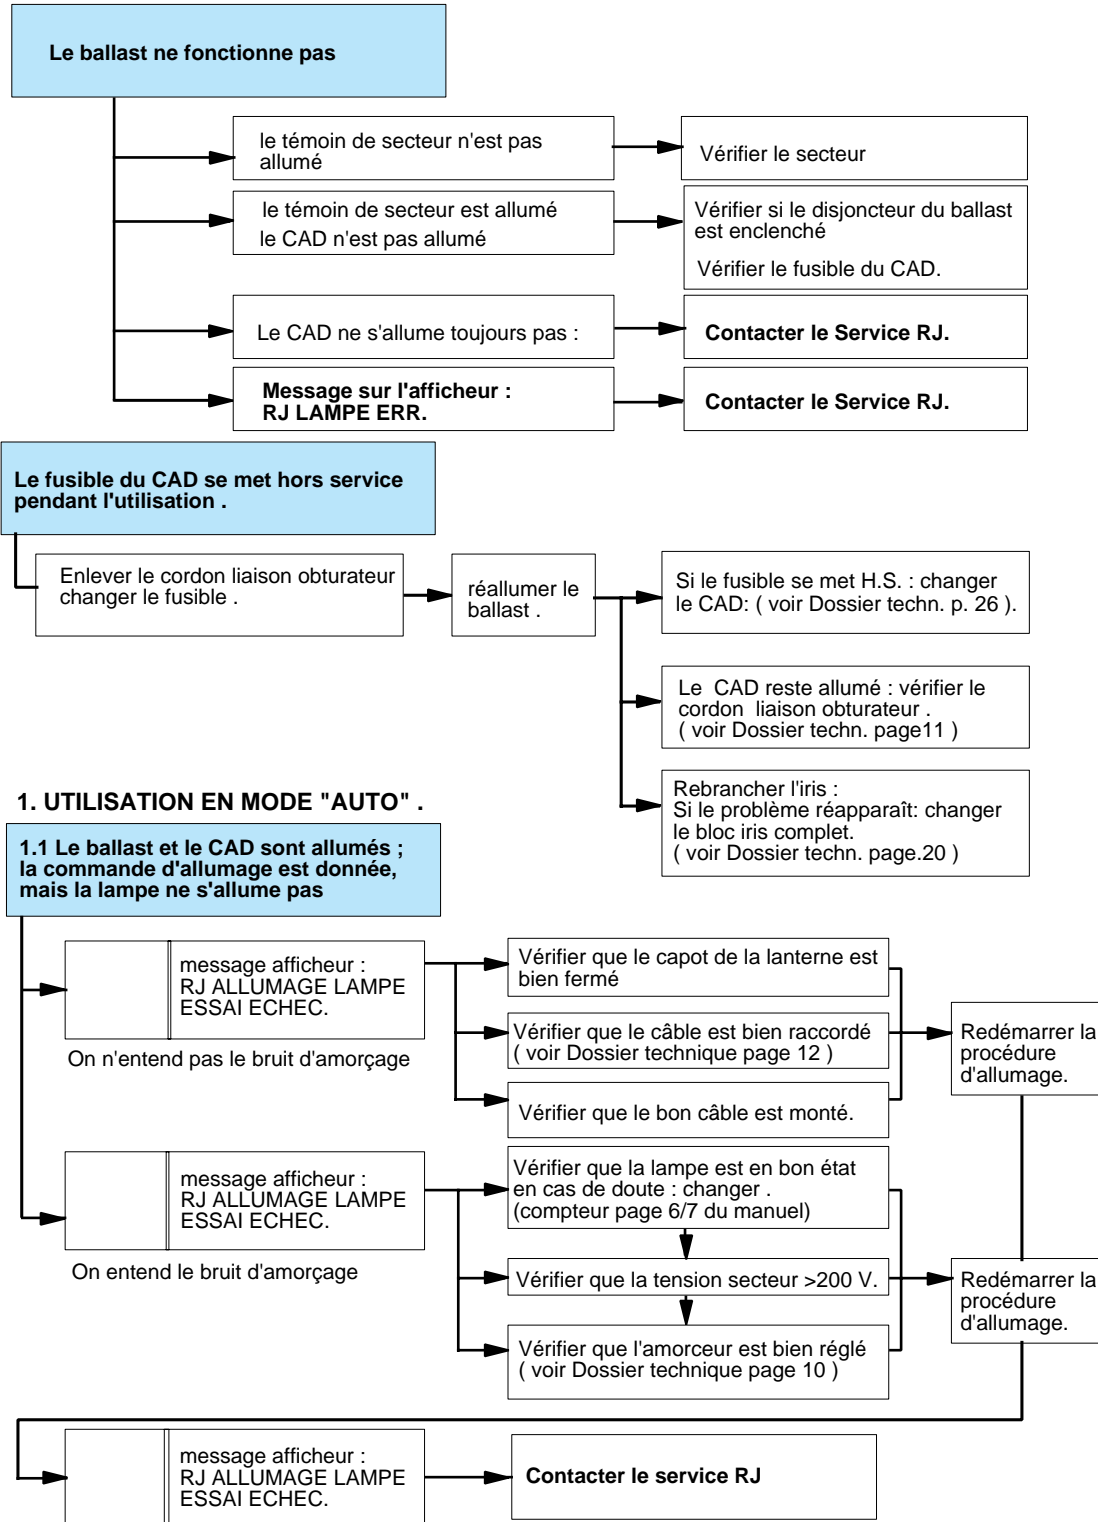 Le ballast ne fonctionne pas
le témoin de secteur n'est pas
allumé
Vérifier le secteur
le témoin de secteur est allumé
le CAD n'est pas allumé
Vérifier si le disjoncteur du ballast
est enclenché
Vérifier le fusible du CAD.
Le CAD ne s'allume toujours pas :
Contacter le Service RJ.
Message sur l'afficheur :
RJ LAMPE ERR.
Contacter le Service RJ.
Le fusible du CAD se met hors service
pendant l'utilisation .
Enlever le cordon liaison obturateur
changer le fusible .
réallumer le
ballast .
Si le fusible se met H.S. : changer
le CAD: ( voir Dossier techn. p. 26 ).
Le  CAD reste allumé : vérifier le
cordon  liaison obturateur .
( voir Dossier techn. page11 )
Rebrancher l'iris :
Si le problème réapparaît: changer
le bloc iris complet.
( voir Dossier techn. page.20 )
1. UTILISATION EN MODE "AUTO" .
1.1 Le ballast et le CAD sont allumés ;
la commande d'allumage est donnée,
mais la lampe ne s'allume pas
message afficheur :
RJ ALLUMAGE LAMPE
ESSAI ECHEC.
On n'entend pas le bruit d'amorçage
Vérifier que le capot de la lanterne est
bien fermé
Vérifier que le câble est bien raccordé
( voir Dossier technique page 12 )
Vérifier que le bon câble est monté.
Redémarrer la
procédure
d'allumage.
message afficheur :
RJ ALLUMAGE LAMPE
ESSAI ECHEC.
On entend le bruit d'amorçage
Vérifier que la lampe est en bon état
en cas de doute : changer .
(compteur page 6/7 du manuel)
Vérifier que la tension secteur >200 V.
Vérifier que l'amorceur est bien réglé
( voir Dossier technique page 10 )
Redémarrer la
procédure
d'allumage.
message afficheur :
RJ ALLUMAGE LAMPE
ESSAI ECHEC.
Contacter le service RJ